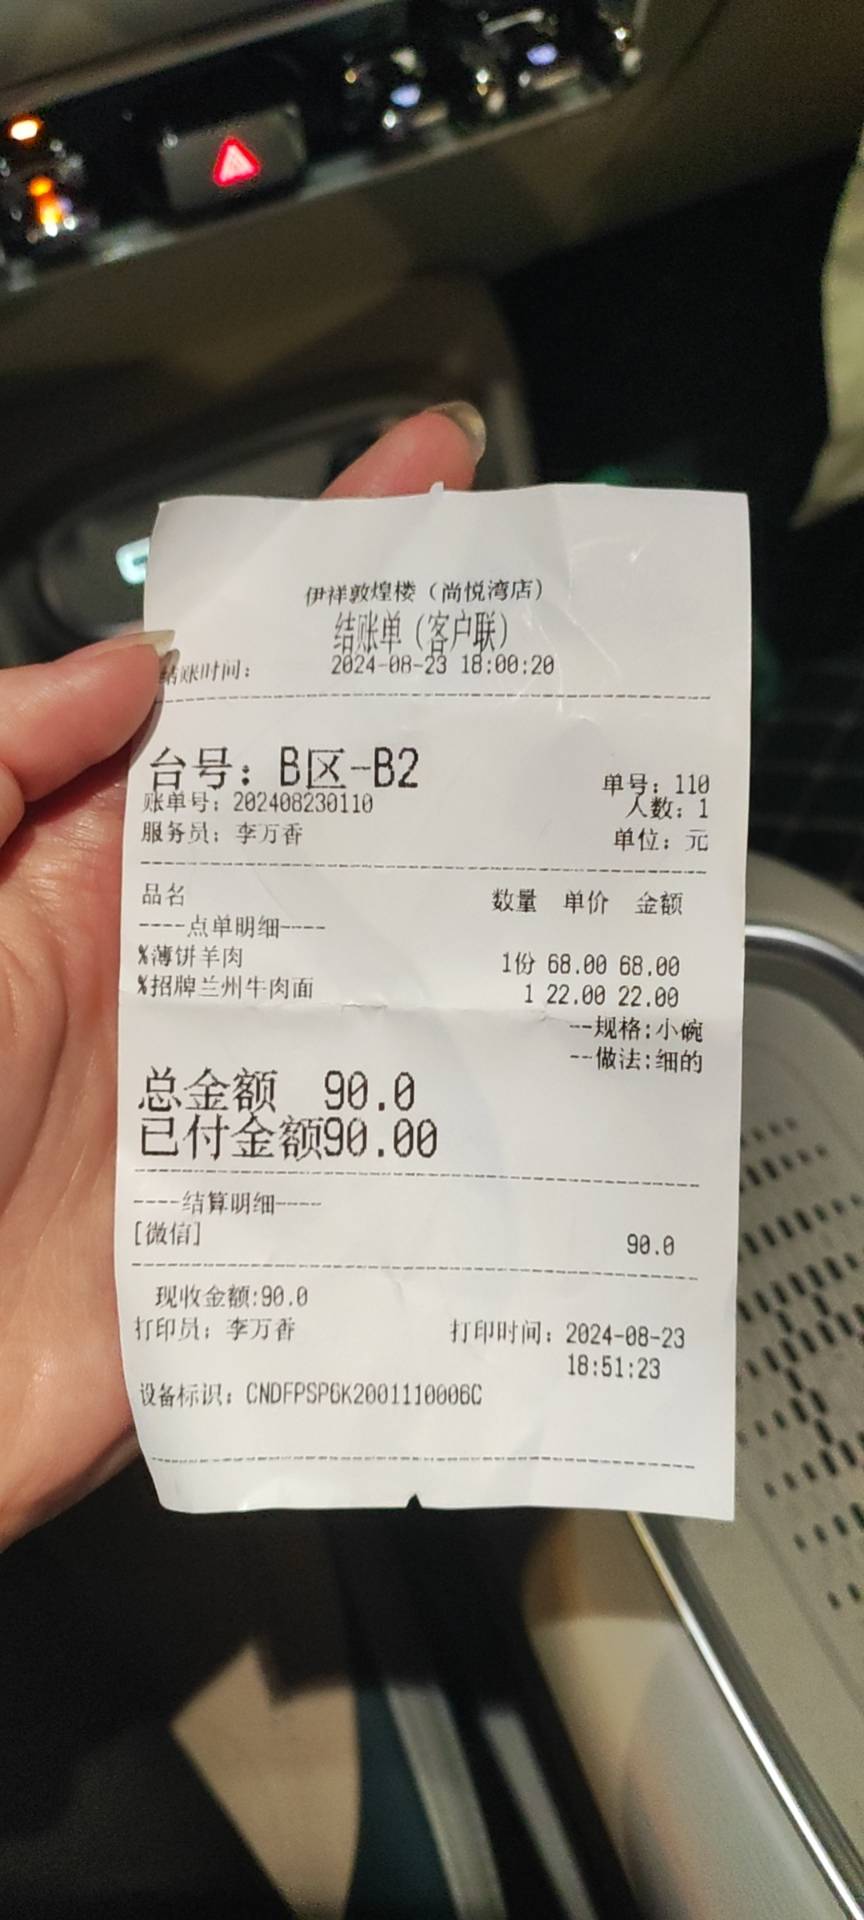 伊祥敦煌楼（尚悦湾店）
结账单（客户联）
结账时间： 2024-08-23 18:00:20
台号：B区-B2
单号：110
账单号：202408230110
人数：1
服务员：李万香
单位：元
品名 数量 单价 金额
----点单明细----
%薄饼羊肉 1份 68.00 68.00
%招牌兰州牛肉面 1 22.00 22.00
--规格:小碗
--做法:细的
总金额 90.0
已付金额90.00
----结算明细----
[微信] 90.0
现收金额:90.0
打印员：李万香 打印时间：2024-08-23
18:51:23
设备标识：CNDFPSP6K2001110006C